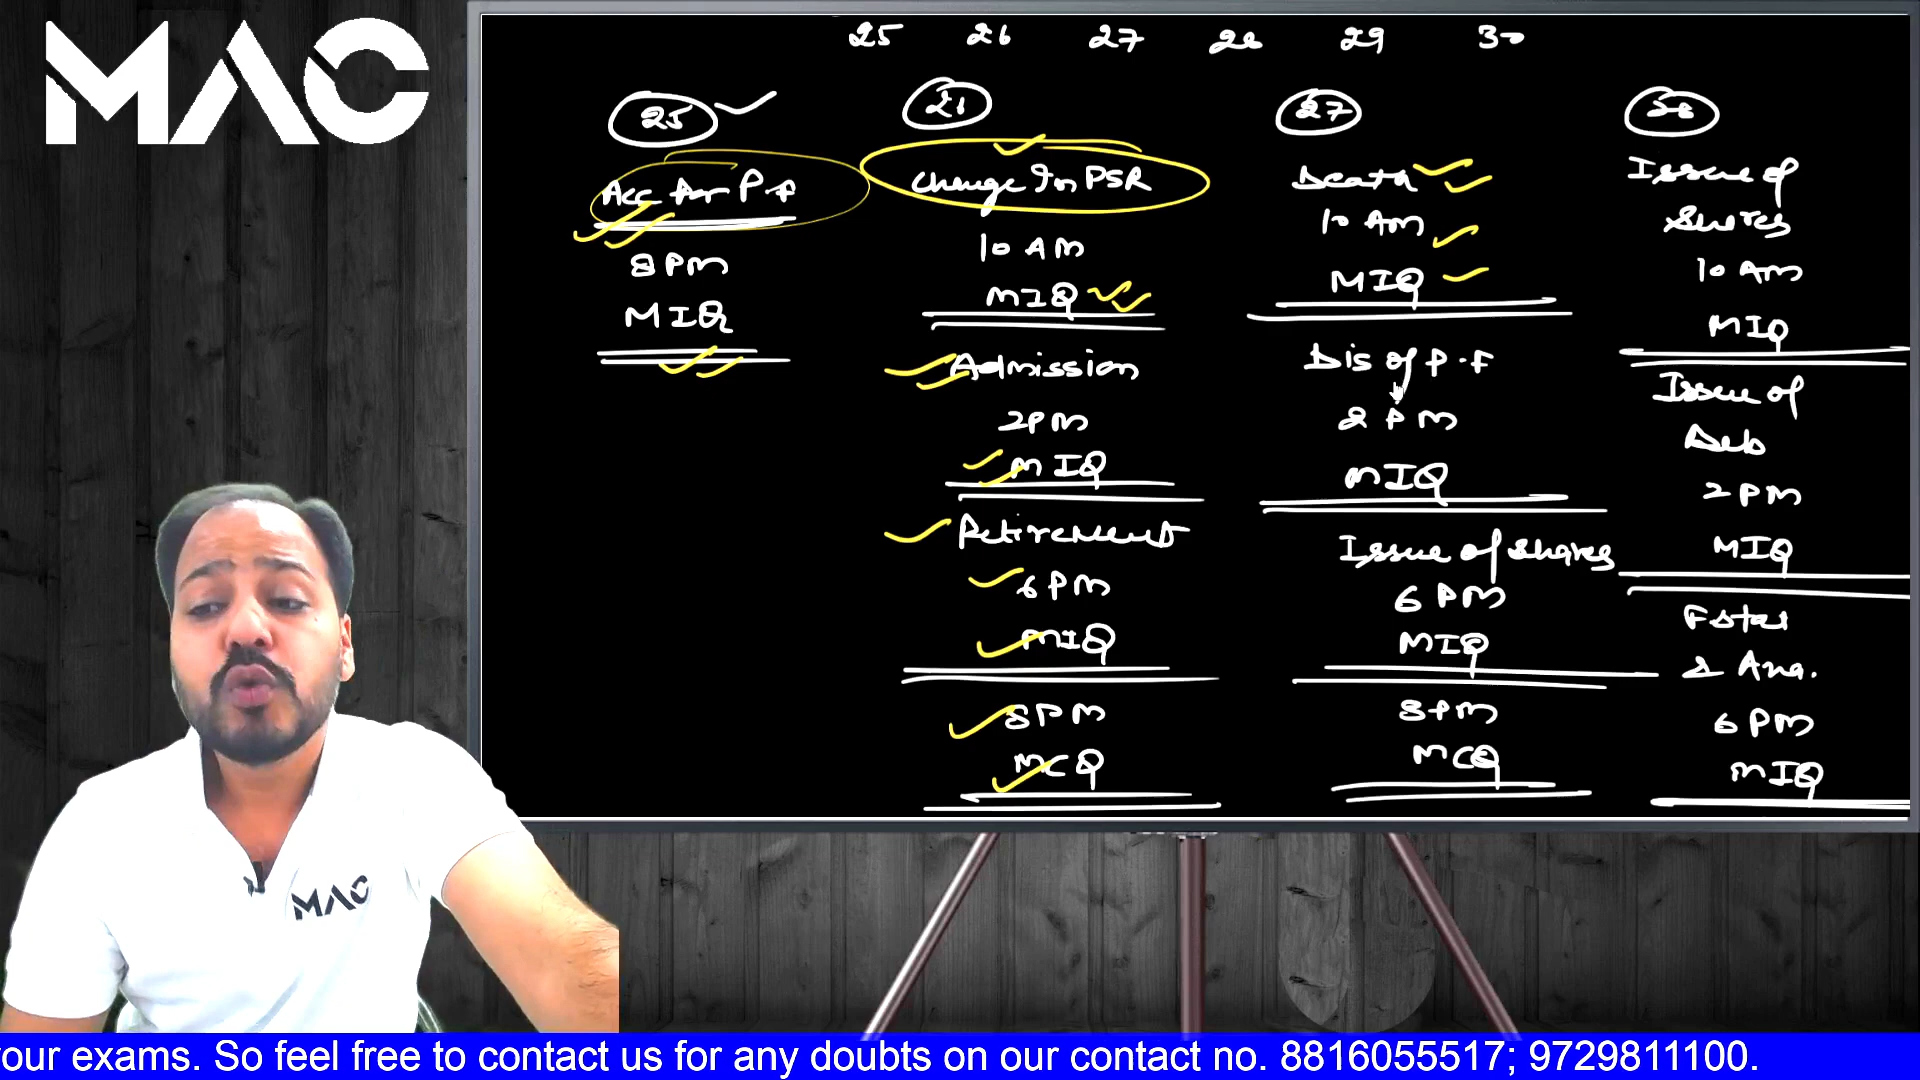 MAC
25 26 27 28 29 30
25
Acc for P.f
8 PM
MIQ
26
Change In PSR
10 AM
MIQ
Admission
2PM
MIQ
Retirement
6 PM
MIQ
8PM
MCQ
27
Death
10 AM
MIQ
Dis of P.F
2 PM
MIQ
Issue of shares
6 PM
MIQ
8PM
MCQ
28
Issue of
Shares
10 AM
MIQ
Issue of
Deb
2 PM
MIQ
F state
& Ana.
6 PM
MIQ
MAC
your exams. So feel free to contact us for any doubts on our contact no. 8816055517; 9729811100.